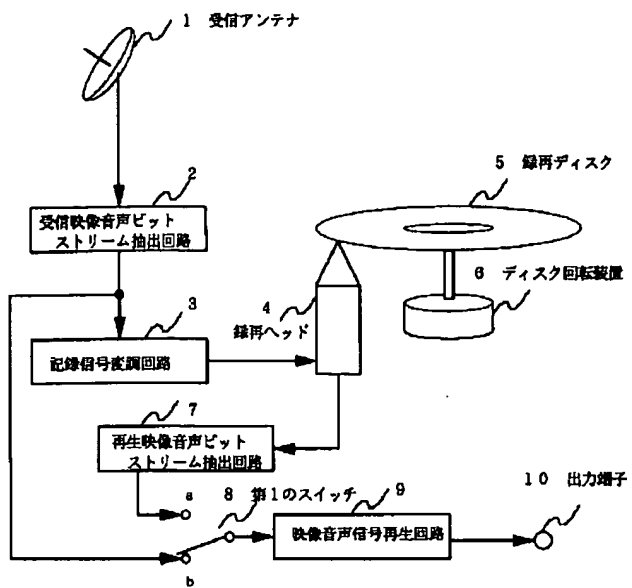 1 受信アンテナ
2
受信映像音声ビット
ストリーム抽出回路
5 録再ディスク
6 ディスク回転装置
4
録再ヘッド
3
記録信号変調回路
7
再生映像音声ビット
ストリーム抽出回路
a
8 第1のスイッチ
9
映像音声信号再生回路
10 出力端子
b